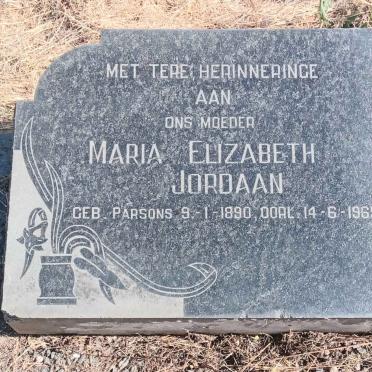 MET TERE HERINNERINGE
AAN
ONS MOEDER
MARIA ELIZABETH
JORDAAN
GEB. PARSONS 9-1-1890, OORL. 14-6-196